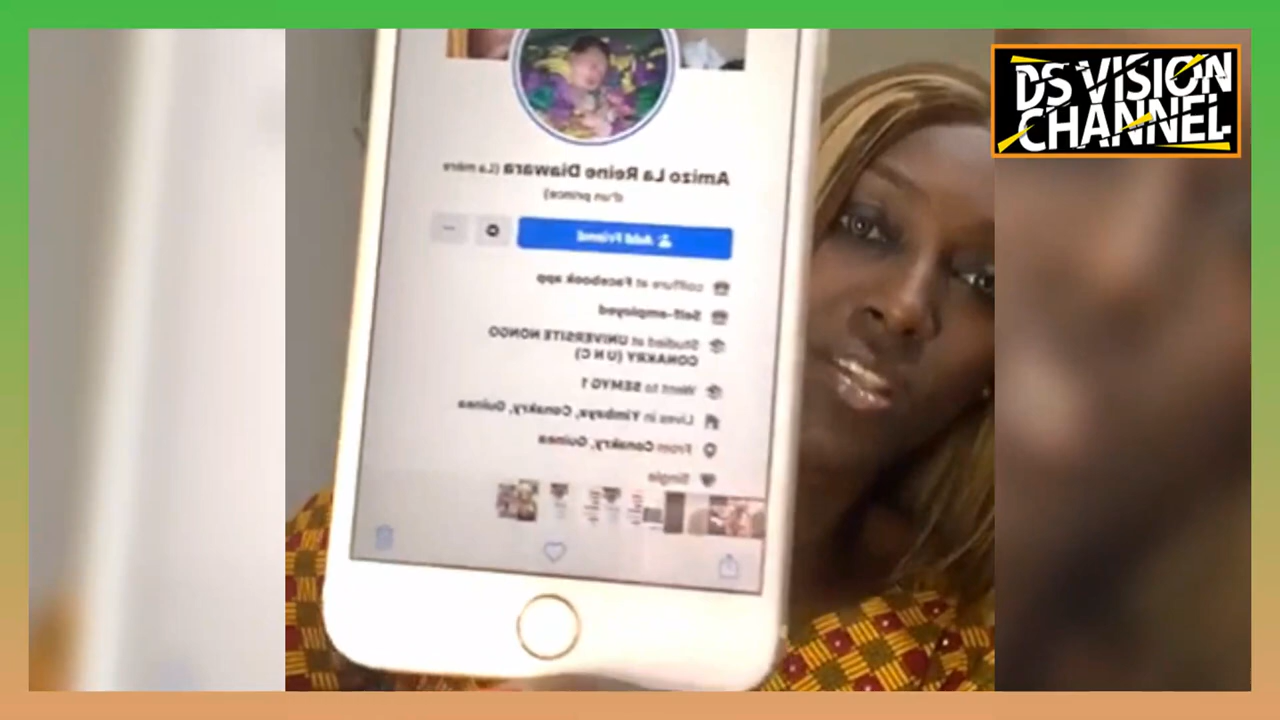 DS VISION
CHANNEL
Amizo La Reine Diawara (La mère
d'un prince)
Add Friend
coiffure at Facebook app
Self-employed
Studied at UNIVERSITE NONGO
CONAKRY (U N C)
Went to SEMYG 1
Lives in Yimbaya, Conakry, Guinea
From Conakry, Guinea
Single